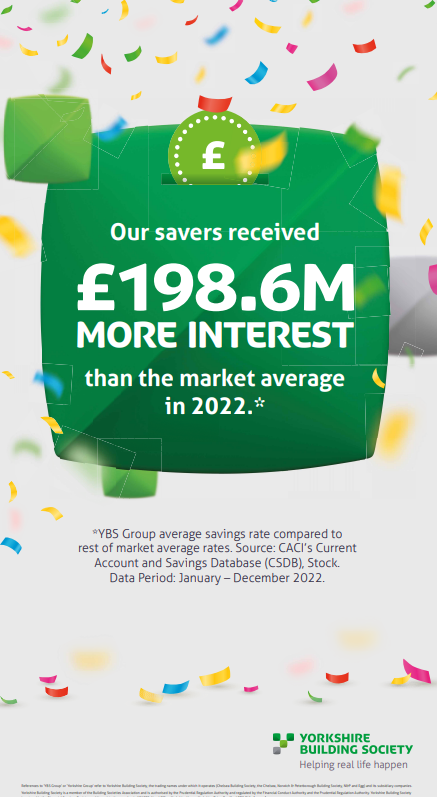 £
Our savers received
£198.6M
MORE INTEREST
than the market average
in 2022.*
*YBS Group average savings rate compared to
rest of market average rates. Source: CACI’s Current
Account and Savings Database (CSDB), Stock.
Data Period: January – December 2022.
YORKSHIRE
BUILDING SOCIETY
Helping real life happen
References to ‘YBS Group’ or ‘Yorkshire Group’ refer to Yorkshire Building Society, the trading names under which it operates (Chelsea Building Society, the Chelsea, Norwich & Peterborough Building Society, N&P and Egg) and its subsidiary companies.
Yorkshire Building Society is a member of the Building Societies Association and is authorised by the Prudential Regulation Authority and regulated by the Financial Conduct Authority and the Prudential Regulation Authority. Yorkshire Building Society